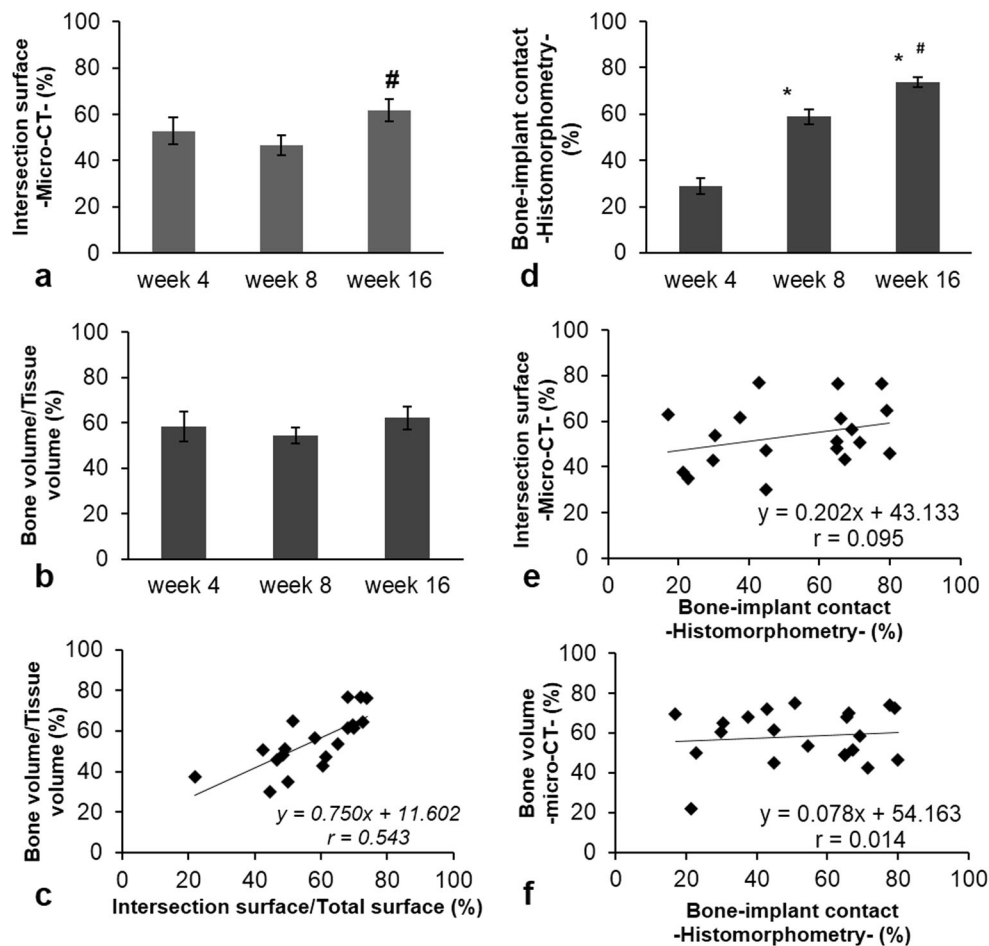 Intersection surface
-Micro-CT- (%)
100
80
60
40
20
0
#
week 4 week 8 week 16
a
Bone-implant contact
-Histomorphometry-
(%)
100
80
60
40
20
0
*
* #
week 4 week 8 week 16
d
Bone volume/Tissue
volume (%)
100
80
60
40
20
0
week 4 week 8 week 16
b
Intersection surface
-Micro-CT- (%)
100
80
60
40
20
0
y = 0.202x + 43.133
r = 0.095
0 20 40 60 80 100
e
Bone-implant contact
-Histomorphometry- (%)
Bone volume/Tissue
volume (%)
100
80
60
40
20
0
y = 0.750x + 11.602
r = 0.543
0 20 40 60 80 100
c
Intersection surface/Total surface (%)
Bone volume
-micro-CT- (%)
100
80
60
40
20
0
y = 0.078x + 54.163
r = 0.014
0 20 40 60 80 100
f
Bone-implant contact
-Histomorphometry- (%)